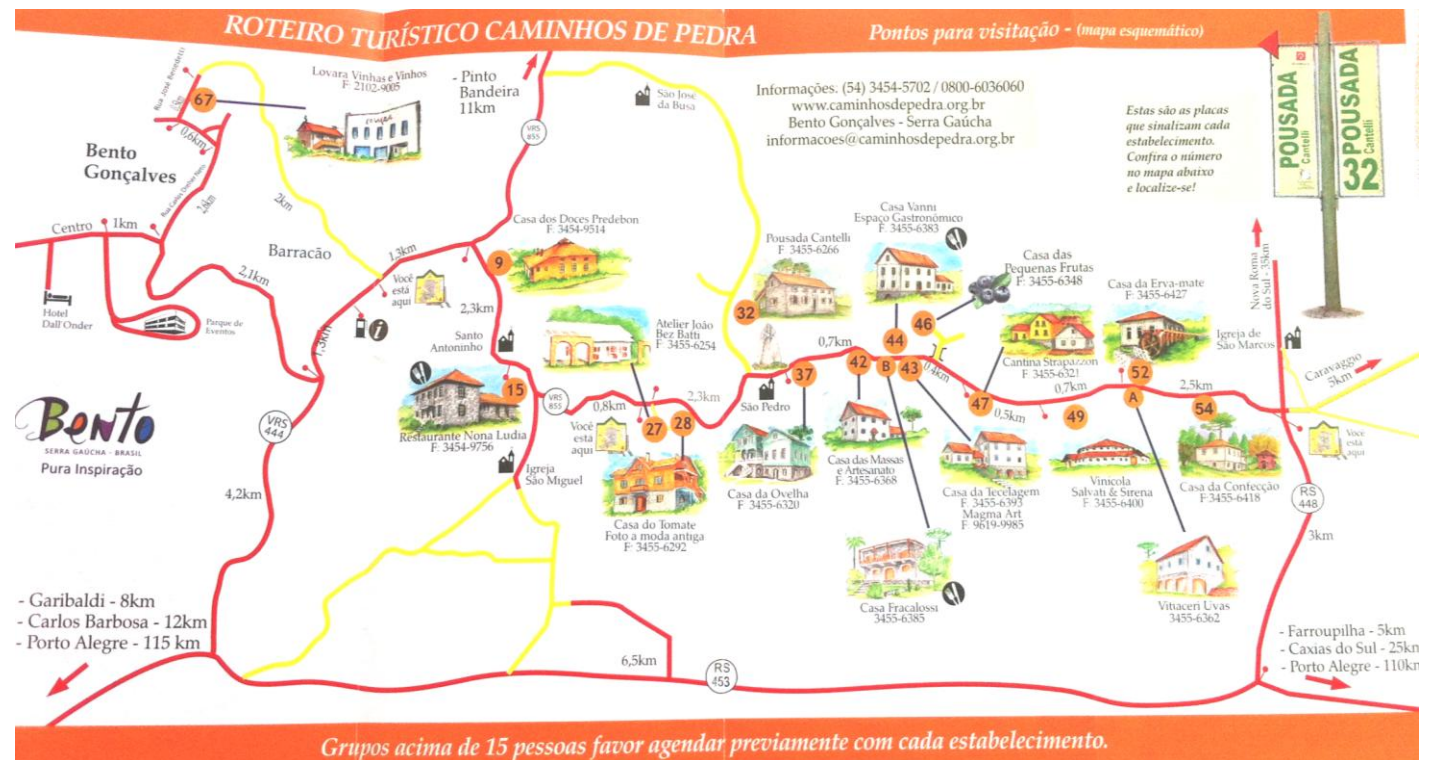 ROTEIRO TURÍSTICO CAMINHOS DE PEDRA
Pontos para visitação - (mapa esquemático)
Rua José Benedetti
67
Lovara Vinhas e Vinhos
F: 2102-9005
- Pinto
Bandeira
11km
VRS
855
São José
da Busa
Informações: (54) 3454-5702 / 0800-6036060
www.caminhosdepedra.org.br
Bento Gonçalves - Serra Gaúcha
informacoes@caminhosdepedra.org.br
Estas são as placas
que sinalizam cada
estabelecimento.
Confira o número
no mapa abaixo
e localize-se!
POUSADA
Cantelli
32 POUSADA
Cantelli
0,6km
Bento
Gonçalves
2,8km
2km
Centro
1km
Barracão
1,3km
2,1km
Hotel
Dall'Onder
Parque de
Eventos
Você
está
aqui
1,3km
9
Casa dos Doces Predebon
F: 3454-9514
2,3km
Santo
Antoninho
Atelier João
Bez Batti
F: 3455-6254
Pousada Cantelli
F: 3455-6266
32
Casa Vanni
Espaço Gastronômico
F: 3455-6383
Casa das
Pequenas Frutas
F: 3455-6348
44
46
Casa da Erva-mate
F: 3455-6427
Nova Roma
do Sul - 35km
Igreja de
São Marcos
Caravaggio
5km
Cantina Strapazzon
F: 3455-6321
52
0,7km
42
B
43
0,4km
37
São Pedro
47
0,5km
0,7km
49
A
2,5km
54
15
VRS
855
0,8km
2,3km
27
28
Você
está
aqui
Restaurante Nona Ludia
F: 3454-9756
Igreja
São Miguel
Casa do Tomate
Foto a moda antiga
F: 3455-6292
Casa da Ovelha
F: 3455-6320
Casa das Massas
e Artesanato
F: 3455-6368
Casa da Tecelagem
F: 3455-6393
Magma Art
F: 9619-9985
Vinícola
Salvati & Sirena
F: 3455-6400
Casa da Confecção
F:3455-6418
Você
está
aqui
RS
448
3km
Casa Fracalossi
3455-6385
Vitiaceri Uvas
3455-6362
Bento
SERRA GAÚCHA - BRASIL
Pura Inspiração
VRS
444
4,2km
- Garibaldi - 8km
- Carlos Barbosa - 12km
- Porto Alegre - 115 km
6,5km
RS
453
- Farroupilha - 5km
- Caxias do Sul - 25km
- Porto Alegre - 110km
Grupos acima de 15 pessoas favor agendar previamente com cada estabelecimento.